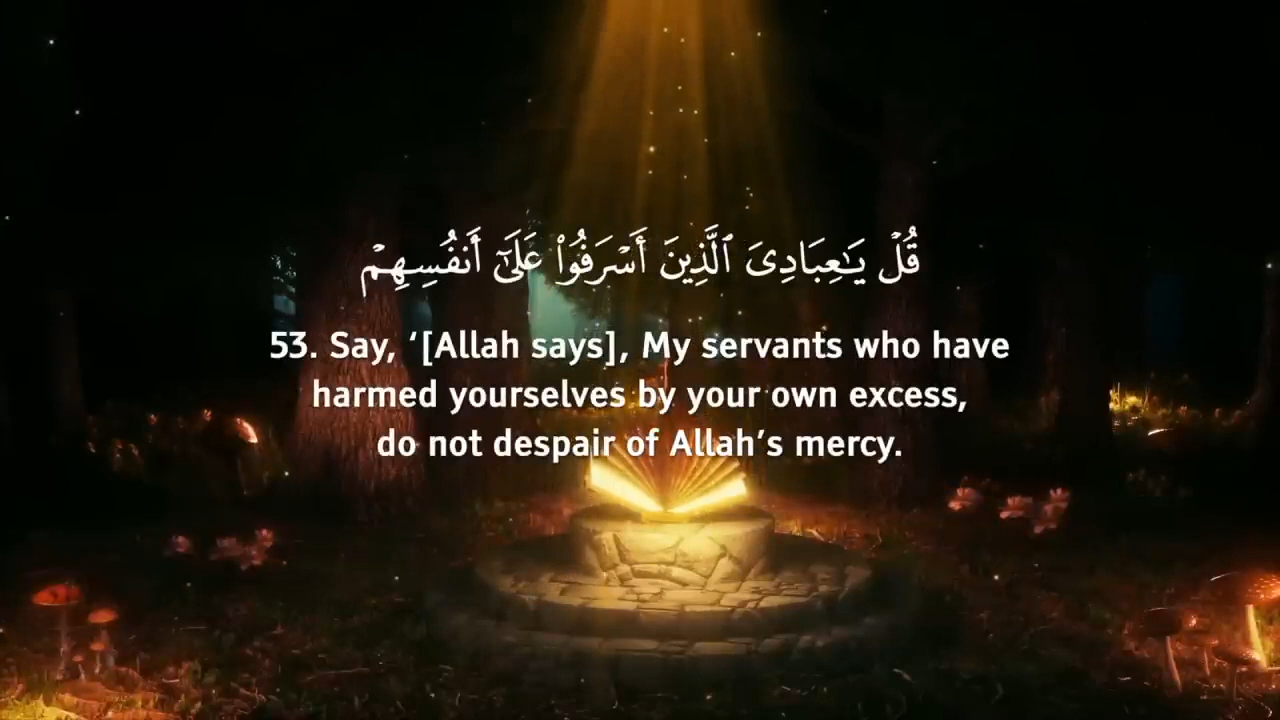 قُلْ يَـٰعِبَادِىَ ٱلَّذِينَ أَسْرَفُوا۟ عَلَىٰٓ أَنفُسِهِمْ
53. Say, ‘[Allah says], My servants who have
harmed yourselves by your own excess,
do not despair of Allah’s mercy.